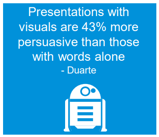 Presentations with
visuals are 43% more
persuasive than those
with words alone
- Duarte